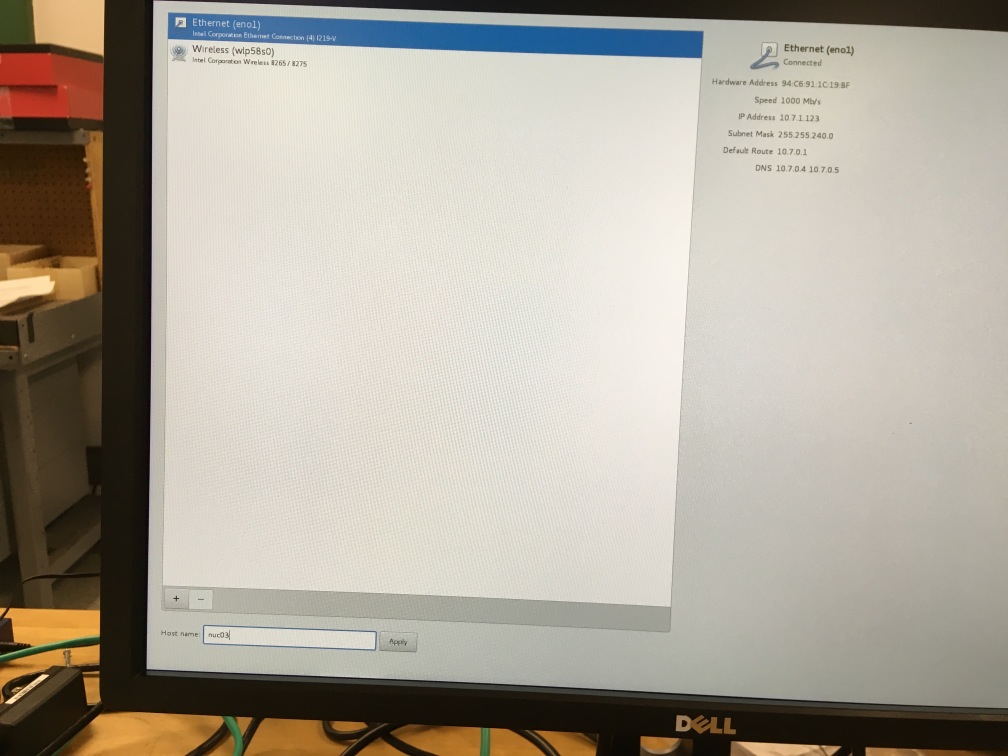 Ethernet (eno1)
Intel Corporation Ethernet Connection (4) I219-V
Wireless (wlp58s0)
Intel Corporation Wireless 8265 / 8275
Ethernet (eno1)
Connected
Hardware Address 94:C6:91:1C:19:BF
Speed 1000 Mb/s
IP Address 10.7.1.123
Subnet Mask 255.255.240.0
Default Route 10.7.0.1
DNS 10.7.0.4 10.7.0.5
+ −
Host name: nuc03 Apply
DELL